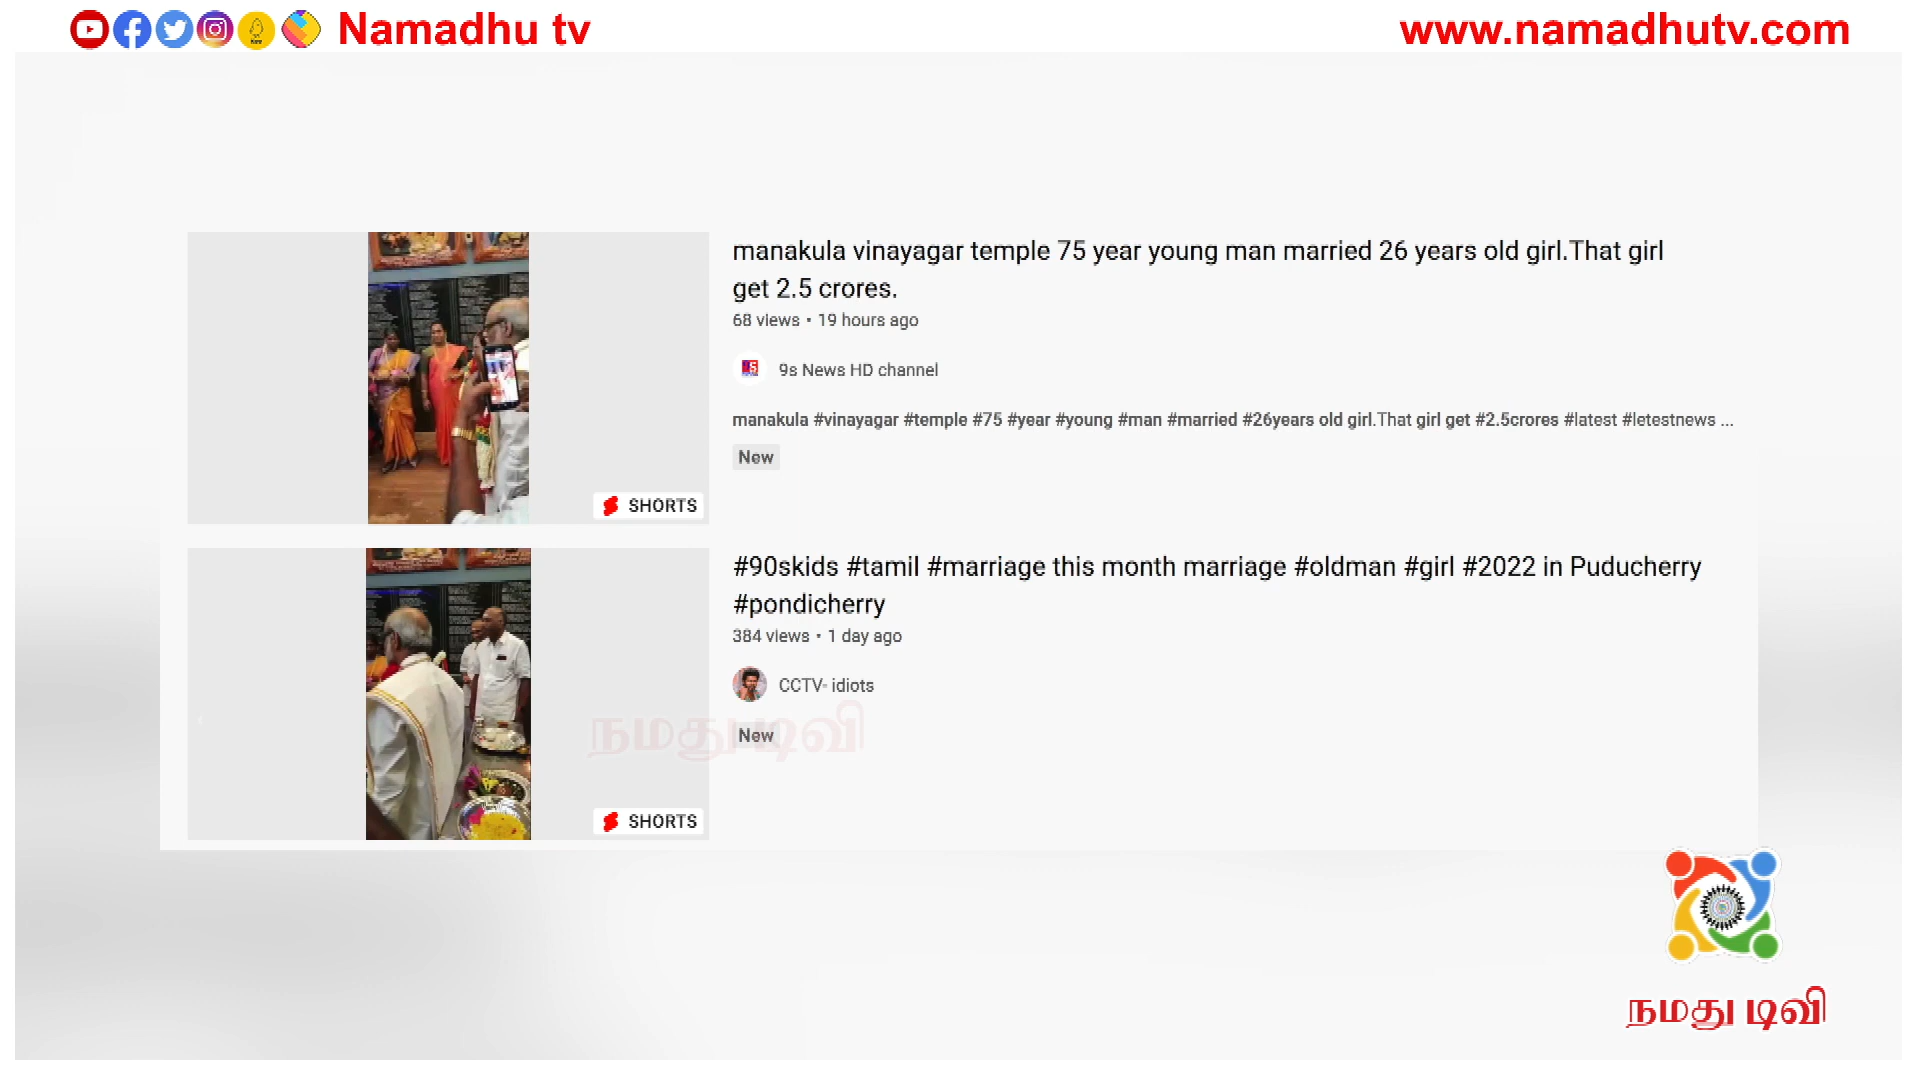 Namadhu tv
www.namadhutv.com
manakula vinayagar temple 75 year young man married 26 years old girl.That girl
get 2.5 crores.
68 views • 19 hours ago
9s News HD channel
manakula #vinayagar #temple #75 #year #young #man #married #26years old girl.That girl get #2.5crores #latest #letestnews ...
New
SHORTS
#90skids #tamil #marriage this month marriage #oldman #girl #2022 in Puducherry
#pondicherry
384 views • 1 day ago
CCTV- idiots
நமது டிவி
New
SHORTS
நமது டிவி